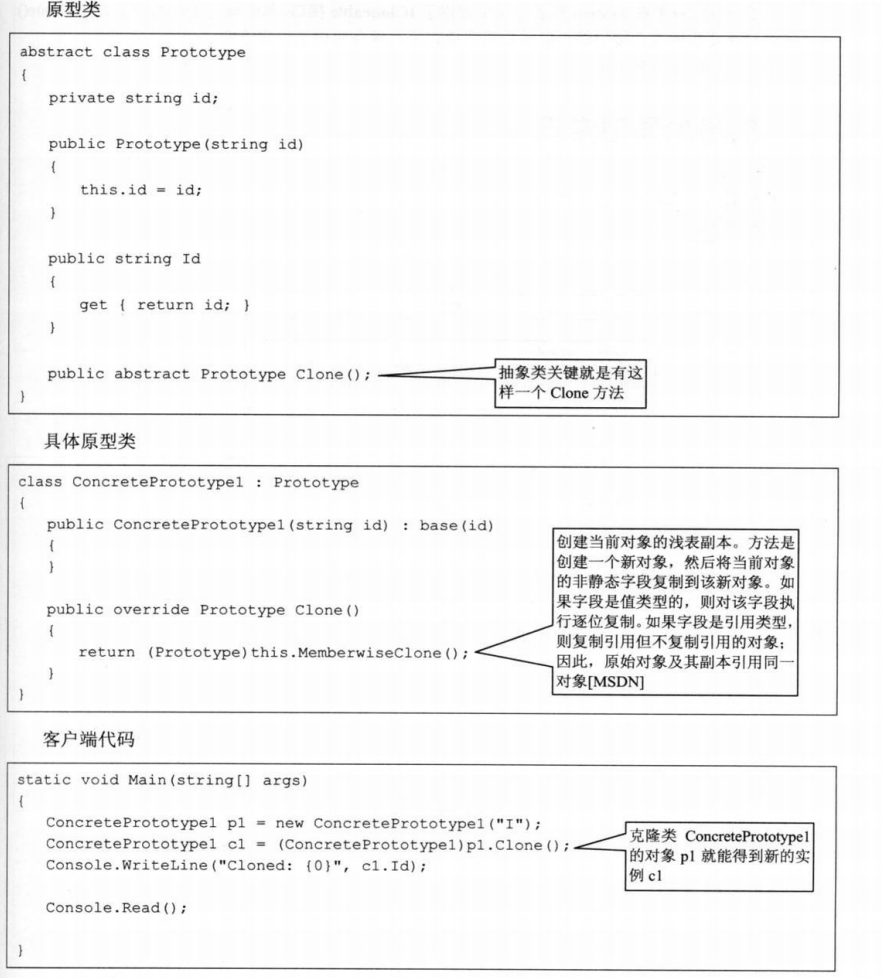 原型类
abstract class Prototype
{
private string id;
public Prototype(string id)
{
this.id = id;
}
public string Id
{
get { return id; }
}
public abstract Prototype Clone();
抽象类关键就是有这
样一个 Clone 方法
}
具体原型类
class ConcretePrototype1 : Prototype
{
public ConcretePrototype1(string id) : base(id)
{
}
public override Prototype Clone()
{
return (Prototype)this.MemberwiseClone();
}
}
创建当前对象的浅表副本。方法是
创建一个新对象，然后将当前对象
的非静态字段复制到该新对象。如
果字段是值类型的，则对该字段执
行逐位复制。如果字段是引用类型，
则复制引用但不复制引用的对象；
因此，原始对象及其副本引用同一
对象[MSDN]
客户端代码
static void Main(string[] args)
{
ConcretePrototype1 p1 = new ConcretePrototype1("I");
ConcretePrototype1 c1 = (ConcretePrototype1)p1.Clone();
Console.WriteLine("Cloned: {0}", c1.Id);
Console.Read();
}
克隆类 ConcretePrototype1
的对象 p1 就能得到新的实
例 c1